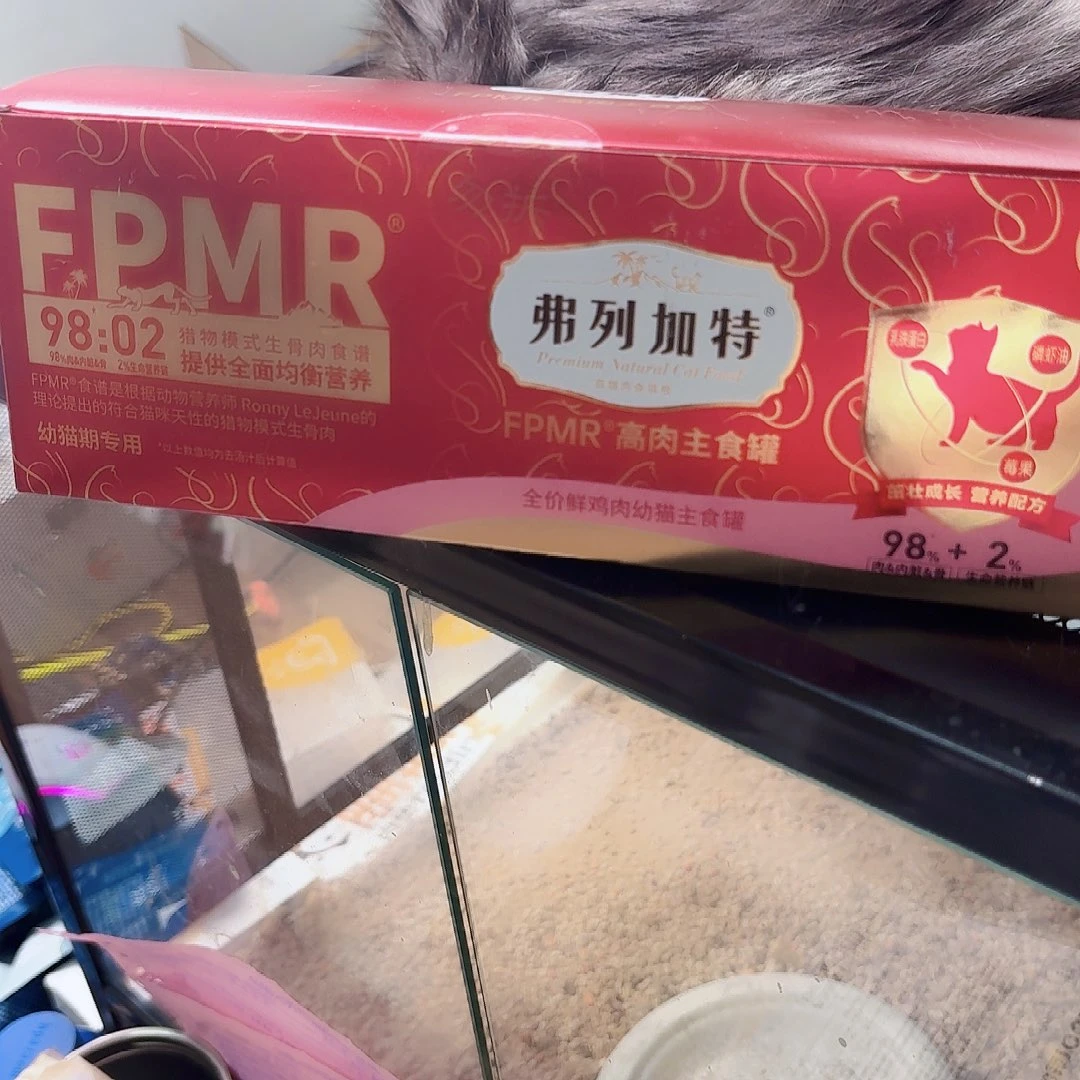 FPMR®
98:02
98%肉&内脏&骨 2%生命营养链
猎物模式生骨肉食谱
提供全面均衡营养
FPMR®食谱是根据动物营养师 Ronny LeJeune的
理论提出的符合猫咪天性的猎物模式生骨肉
幼猫期专用
*以上数值均为去汤汁后计算值
弗列加特®
Premium Natural Cat Food
FPMR®高肉主食罐
全价鲜鸡肉幼猫主食罐
乳铁蛋白
磷虾油
莓果
茁壮成长 营养配方
98% + 2%
肉&内脏&骨 生命营养链